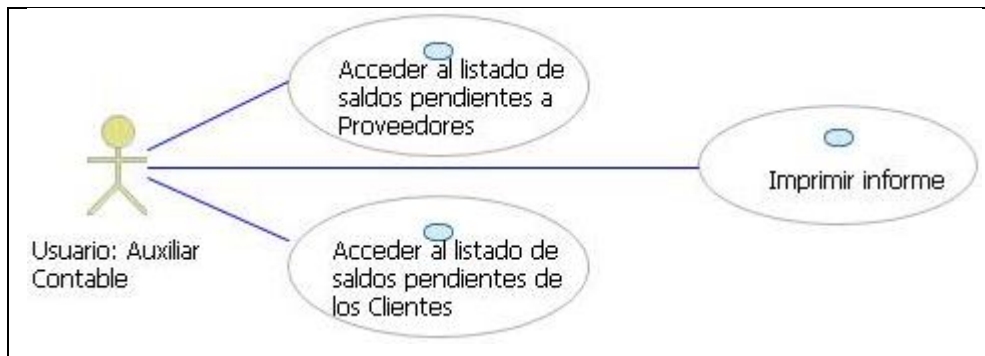 Acceder al listado de
saldos pendientes a
Proveedores
Imprimir informe
Usuario: Auxiliar
Contable
Acceder al listado de
saldos pendientes de
los Clientes